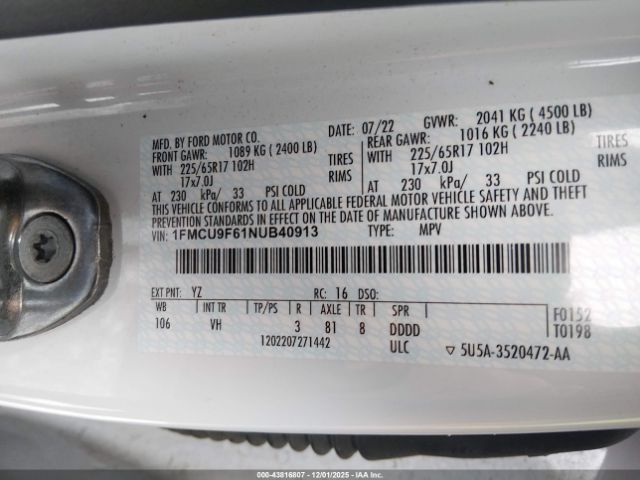 MFD. BY FORD MOTOR CO.
DATE: 07/22 GVWR: 2041 KG ( 4500 LB)
FRONT GAWR: 1089 KG ( 2400 LB)
REAR GAWR: 1016 KG ( 2240 LB)
WITH 225/65R17 102H TIRES
WITH 225/65R17 102H TIRES
17x7.0J RIMS
17x7.0J RIMS
AT 230 kPa/ 33 PSI COLD
AT 230 kPa/ 33 PSI COLD
THIS VEHICLE CONFORMS TO ALL APPLICABLE FEDERAL MOTOR VEHICLE SAFETY AND THEFT
PREVENTION STANDARDS IN EFFECT ON THE DATE OF MANUFACTURE SHOWN ABOVE.
VIN: 1FMCU9F61NUB40913 TYPE: MPV
EXT PNT: YZ RC: 16 DSO:
WB INT TR TP/PS R AXLE TR SPR
106 VH 3 81 8 DDDD
F0152
T0198
1202207271442 ULC
5U5A-3520472-AA
000-43816807 - 12/01/2025 - IAAI.CA